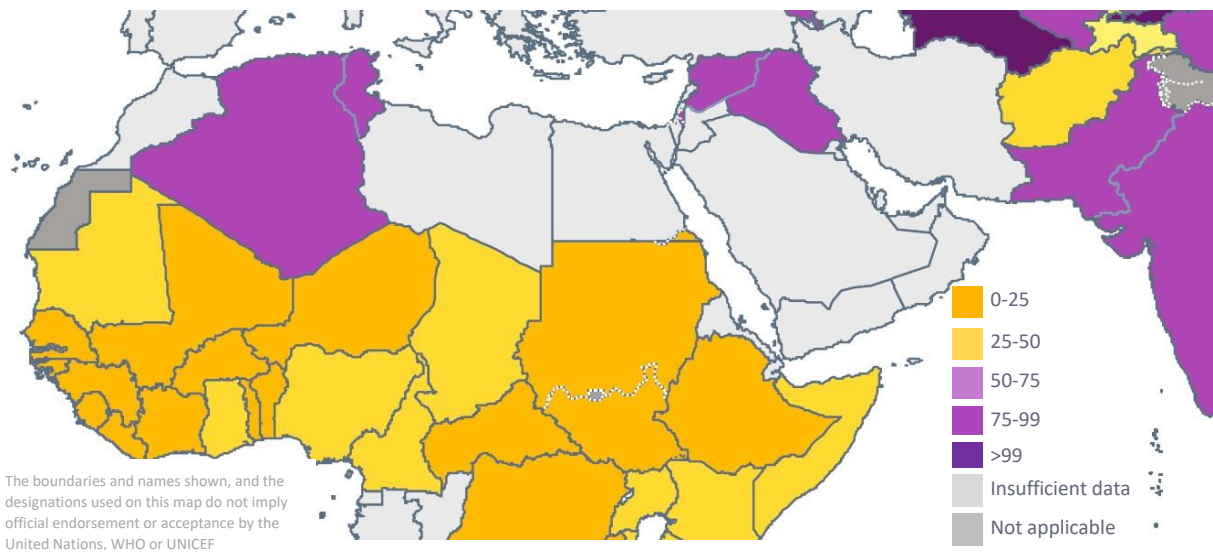 0-25
25-50
50-75
75-99
>99
Insufficient data
Not applicable
The boundaries and names shown, and the
designations used on this map do not imply
official endorsement or acceptance by the
United Nations, WHO or UNICEF